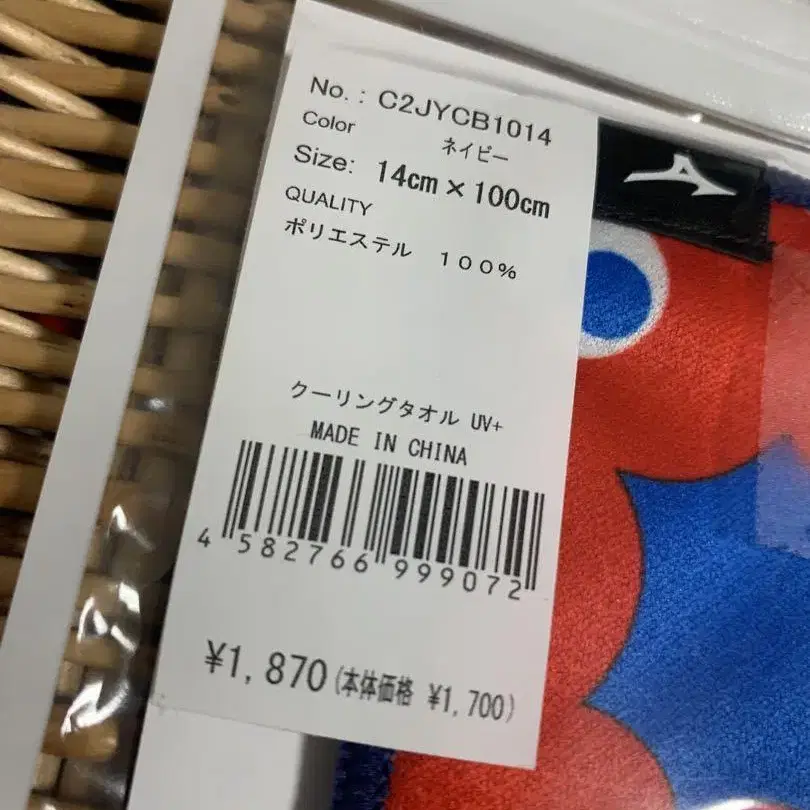 No.: C2JYCB1014
Color ネイビー
Size: 14cm×100cm
QUALITY
ポリエステル 100%
クーリングタオル UV+
MADE IN CHINA
4 582766 999072
¥1,870(本体価格 ¥1,700)